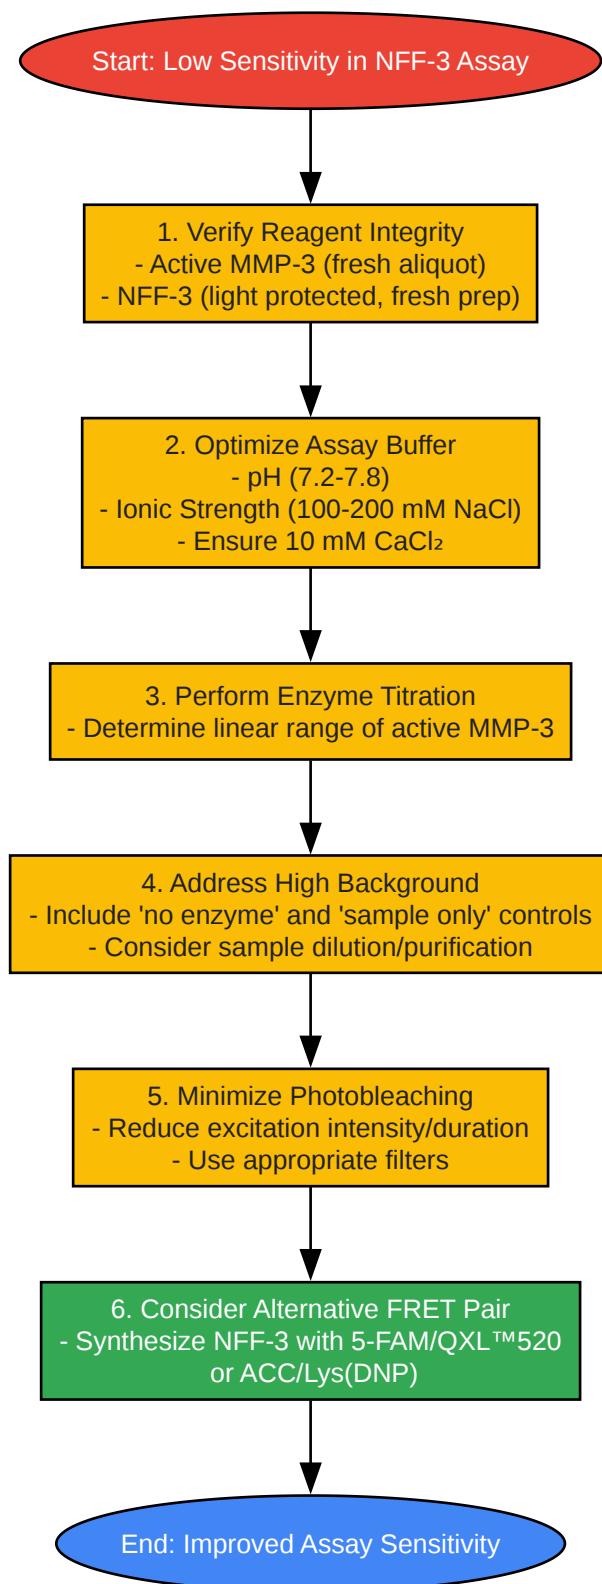 Start: Low Sensitivity in NFF-3 Assay
1. Verify Reagent Integrity
- Active MMP-3 (fresh aliquot)
- NFF-3 (light protected, fresh prep)
2. Optimize Assay Buffer
- pH (7.2-7.8)
- Ionic Strength (100-200 mM NaCl)
- Ensure 10 mM CaCl₂
3. Perform Enzyme Titration
- Determine linear range of active MMP-3
4. Address High Background
- Include 'no enzyme' and 'sample only' controls
- Consider sample dilution/purification
5. Minimize Photobleaching
- Reduce excitation intensity/duration
- Use appropriate filters
6. Consider Alternative FRET Pair
- Synthesize NFF-3 with 5-FAM/QXL™520
or ACC/Lys(DNP)
End: Improved Assay Sensitivity